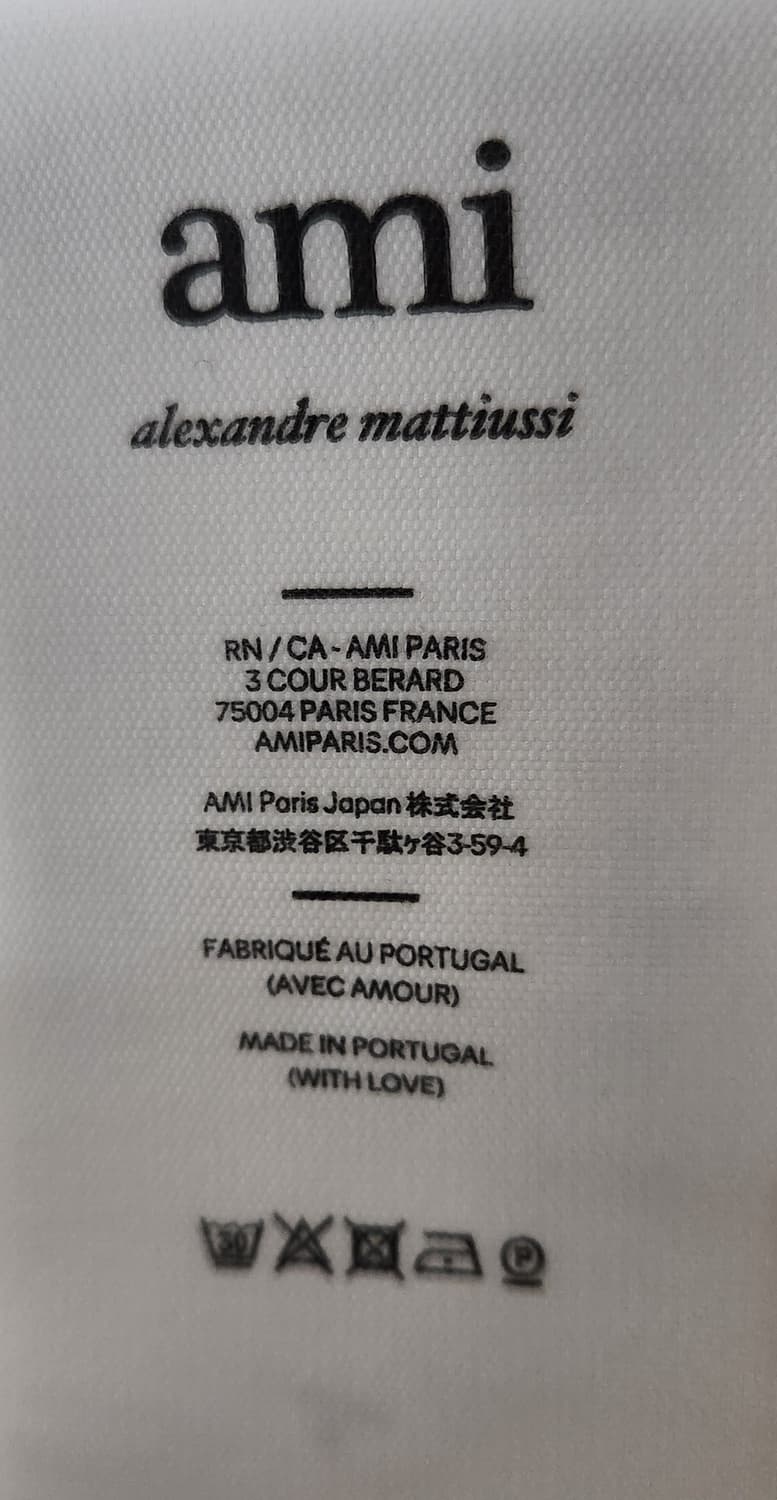 ami
alexandre mattiussi
RN / CA - AMI PARIS
3 COUR BERARD
75004 PARIS FRANCE
AMIPARIS.COM
AMI Paris Japan 株式会社
東京都渋谷区千駄ヶ谷3-59-4
FABRIQUÉ AU PORTUGAL
(AVEC AMOUR)
MADE IN PORTUGAL
(WITH LOVE)
30 P